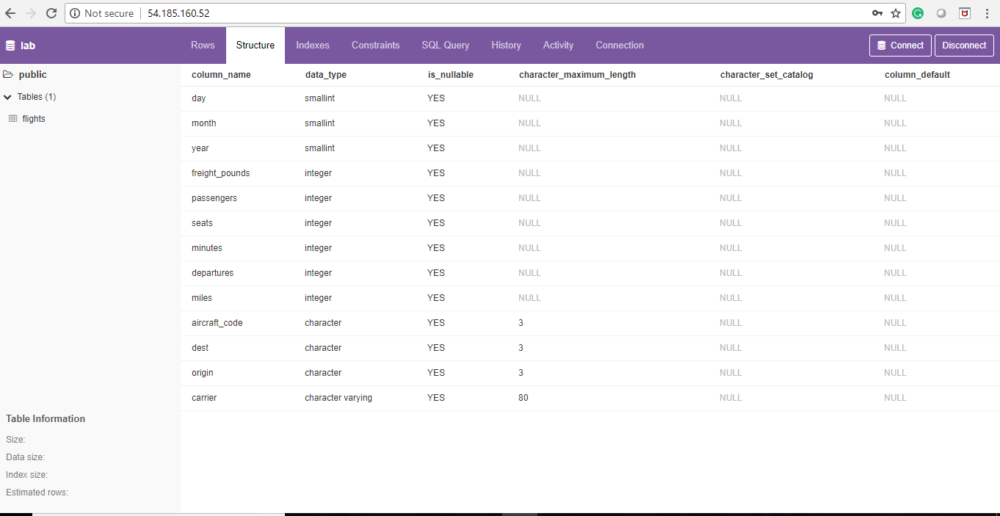 Not secure 54.185.160.52
lab Rows Structure Indexes Constraints SQL Query History Activity Connection Connect Disconnect
public
Tables (1)
flights
column_name data_type is_nullable character_maximum_length character_set_catalog column_default
day smallint YES NULL NULL NULL
month smallint YES NULL NULL NULL
year smallint YES NULL NULL NULL
freight_pounds integer YES NULL NULL NULL
passengers integer YES NULL NULL NULL
seats integer YES NULL NULL NULL
minutes integer YES NULL NULL NULL
departures integer YES NULL NULL NULL
miles integer YES NULL NULL NULL
aircraft_code character YES 3 NULL NULL
dest character YES 3 NULL NULL
origin character YES 3 NULL NULL
carrier character varying YES 80 NULL NULL
Table Information
Size:
Data size:
Index size:
Estimated rows: